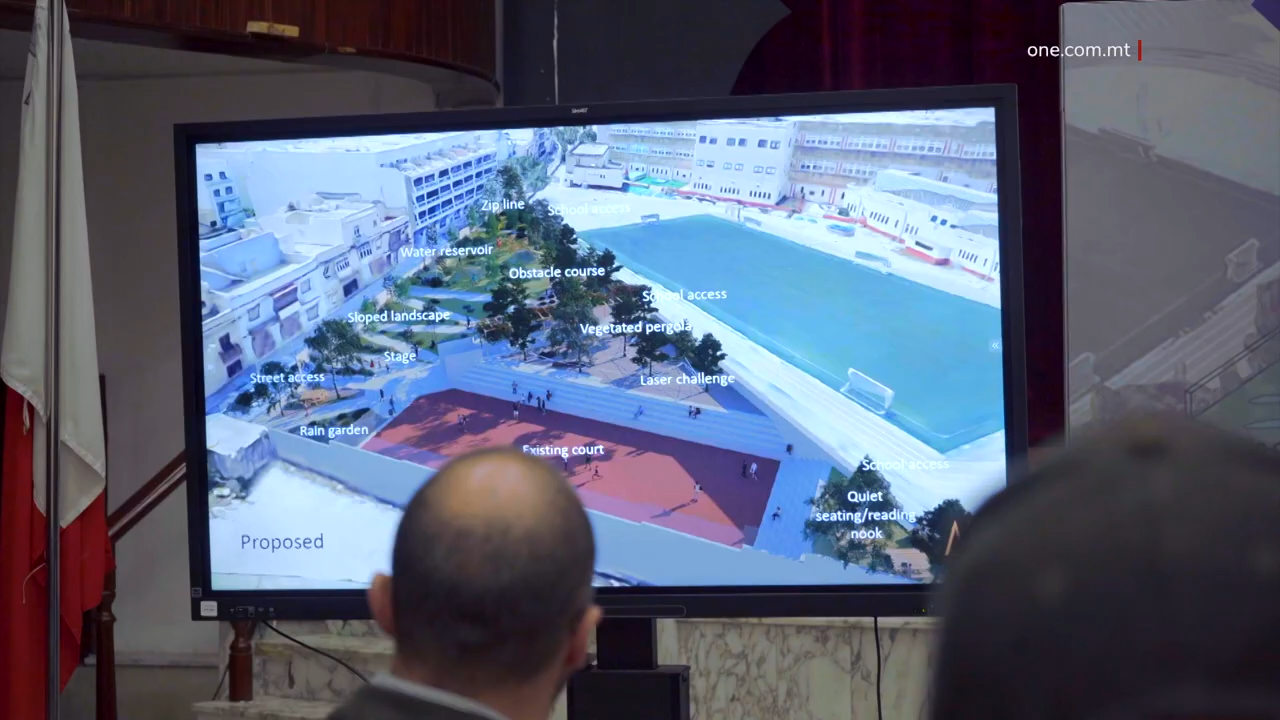 one.com.mt
Zip line
School access
Water reservoir
Obstacle course
School access
Sloped landscape
Vegetated pergola
Stage
Street access
Laser challenge
Rain garden
Existing court
School access
Quiet
seating/reading
nook
Proposed